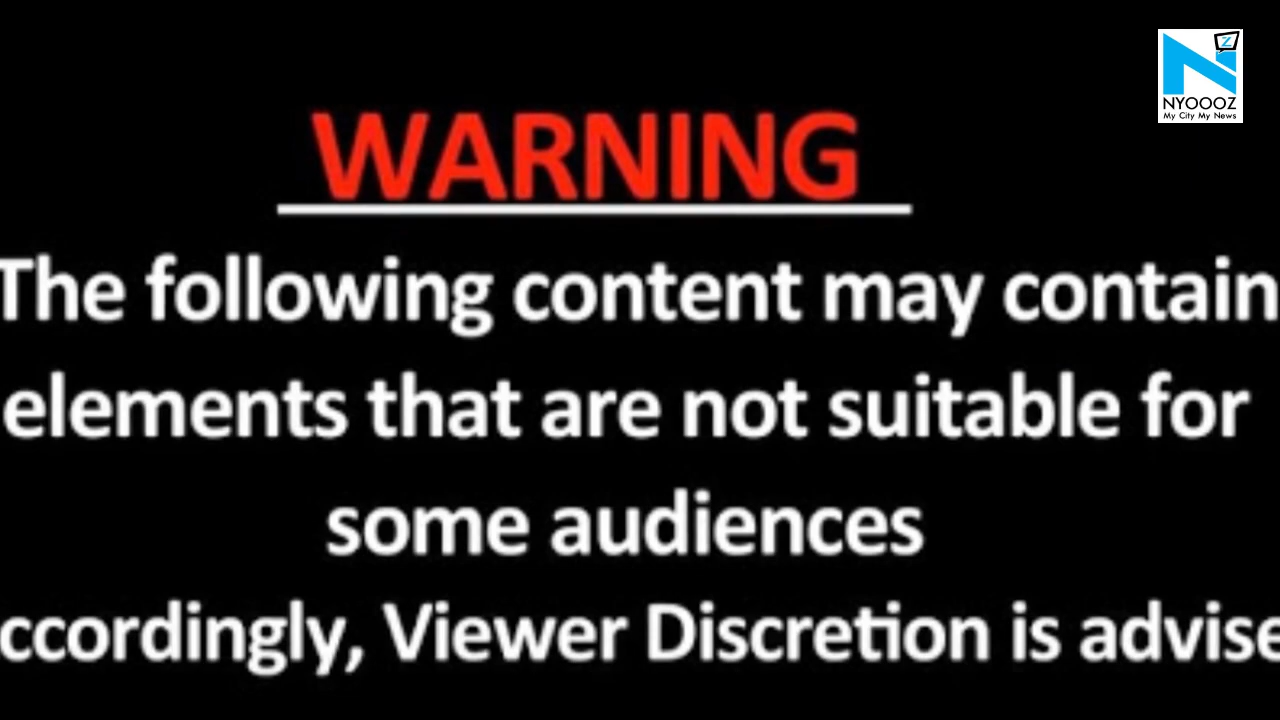 Z
NYOOOZ
My City My News
WARNING
The following content may contain
elements that are not suitable for
some audiences
ccordingly, Viewer Discretion is advise